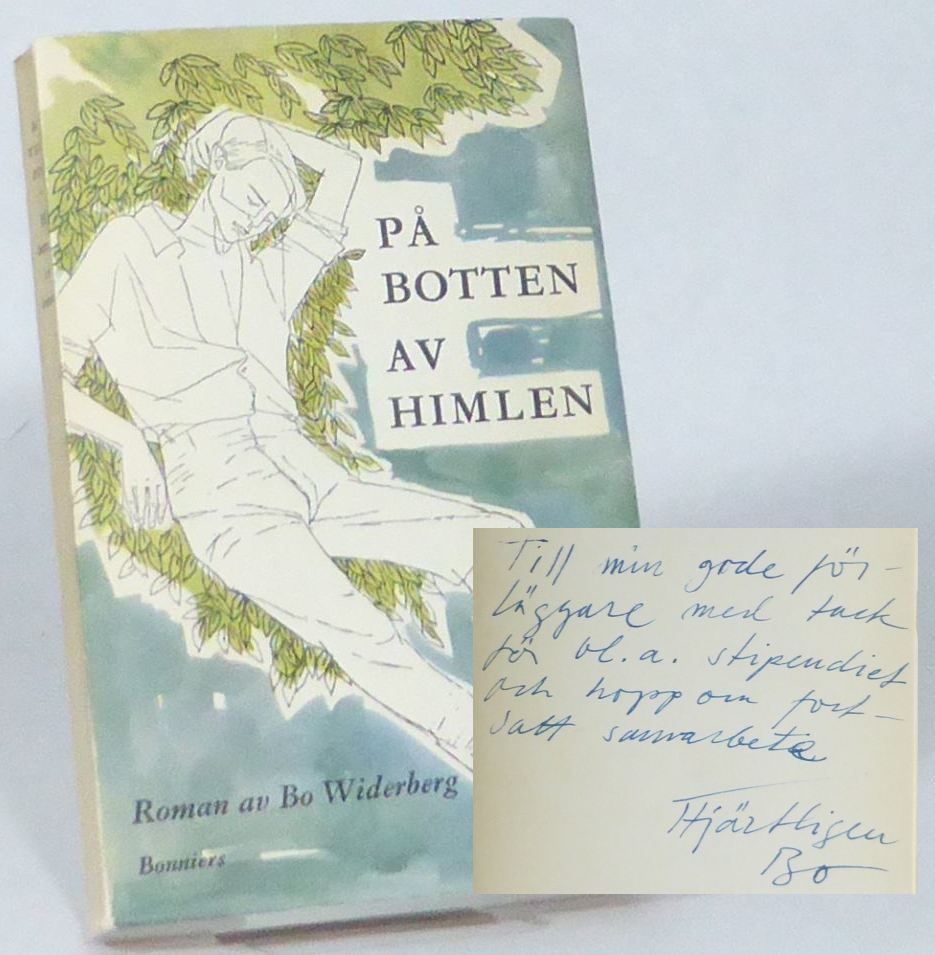 PÅ
BOTTEN
AV
HIMLEN
Roman av Bo Widerberg
Bonniers
Till min gode för-
läggare med tack
för bl.a. stipendiet
och hopp om fort-
satt samarbete
Hjärtligen
Bo